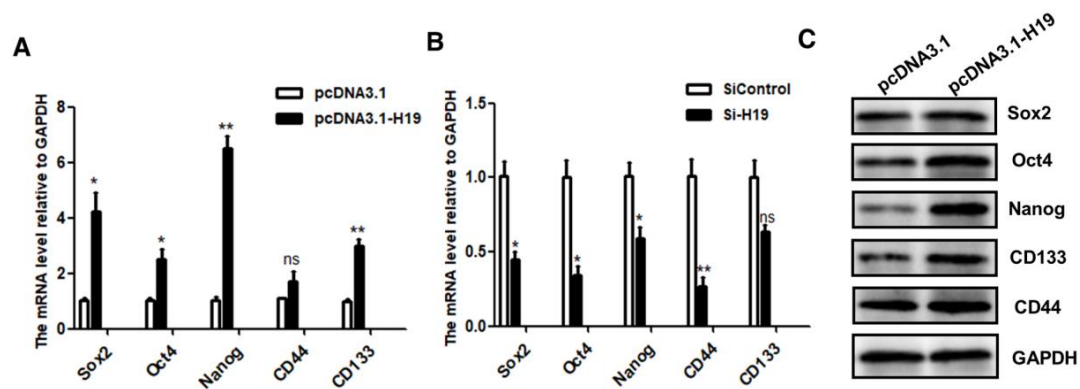 A
The mRNA level relative to GAPDH
pcDNA3.1
pcDNA3.1-H19
8
6
4
2
0
*
*
**
ns
**
Sox2
Oct4
Nanog
CD44
CD133
B
The mRNA level relative to GAPDH
SiControl
Si-H19
1.5
1.0
0.5
0.0
*
*
*
**
ns
Sox2
Oct4
Nanog
CD44
CD133
C
pcDNA3.1
pcDNA3.1-H19
Sox2
Oct4
Nanog
CD133
CD44
GAPDH